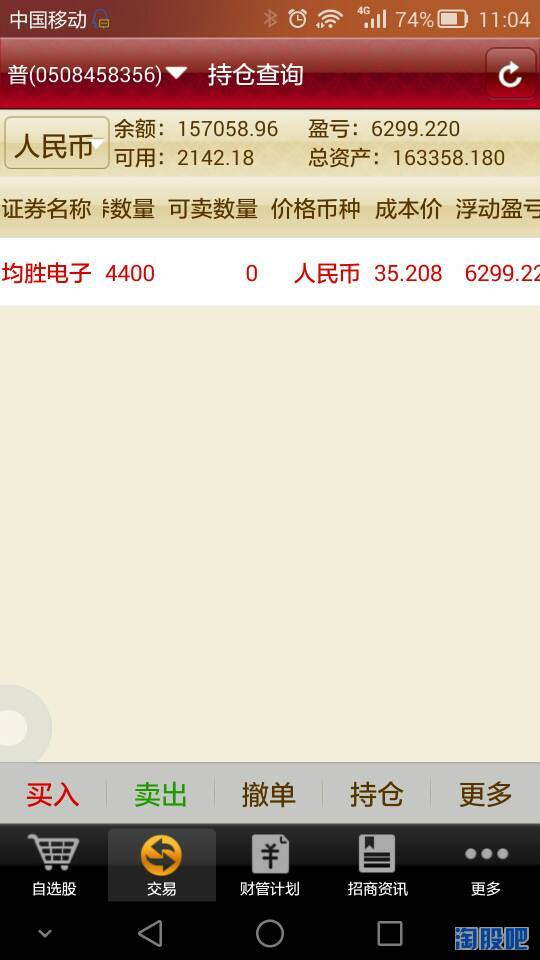 中国移动 4G 74% 11:04
普(0508458356) 持仓查询
人民币
余额：157058.96 盈亏：6299.220
可用：2142.18 总资产：163358.180
证券名称 数量 可卖数量 价格币种 成本价 浮动盈亏
均胜电子 4400 0 人民币 35.208 6299.22
买入 卖出 撤单 持仓 更多
自选股 交易 财管计划 招商资讯 更多
淘股吧